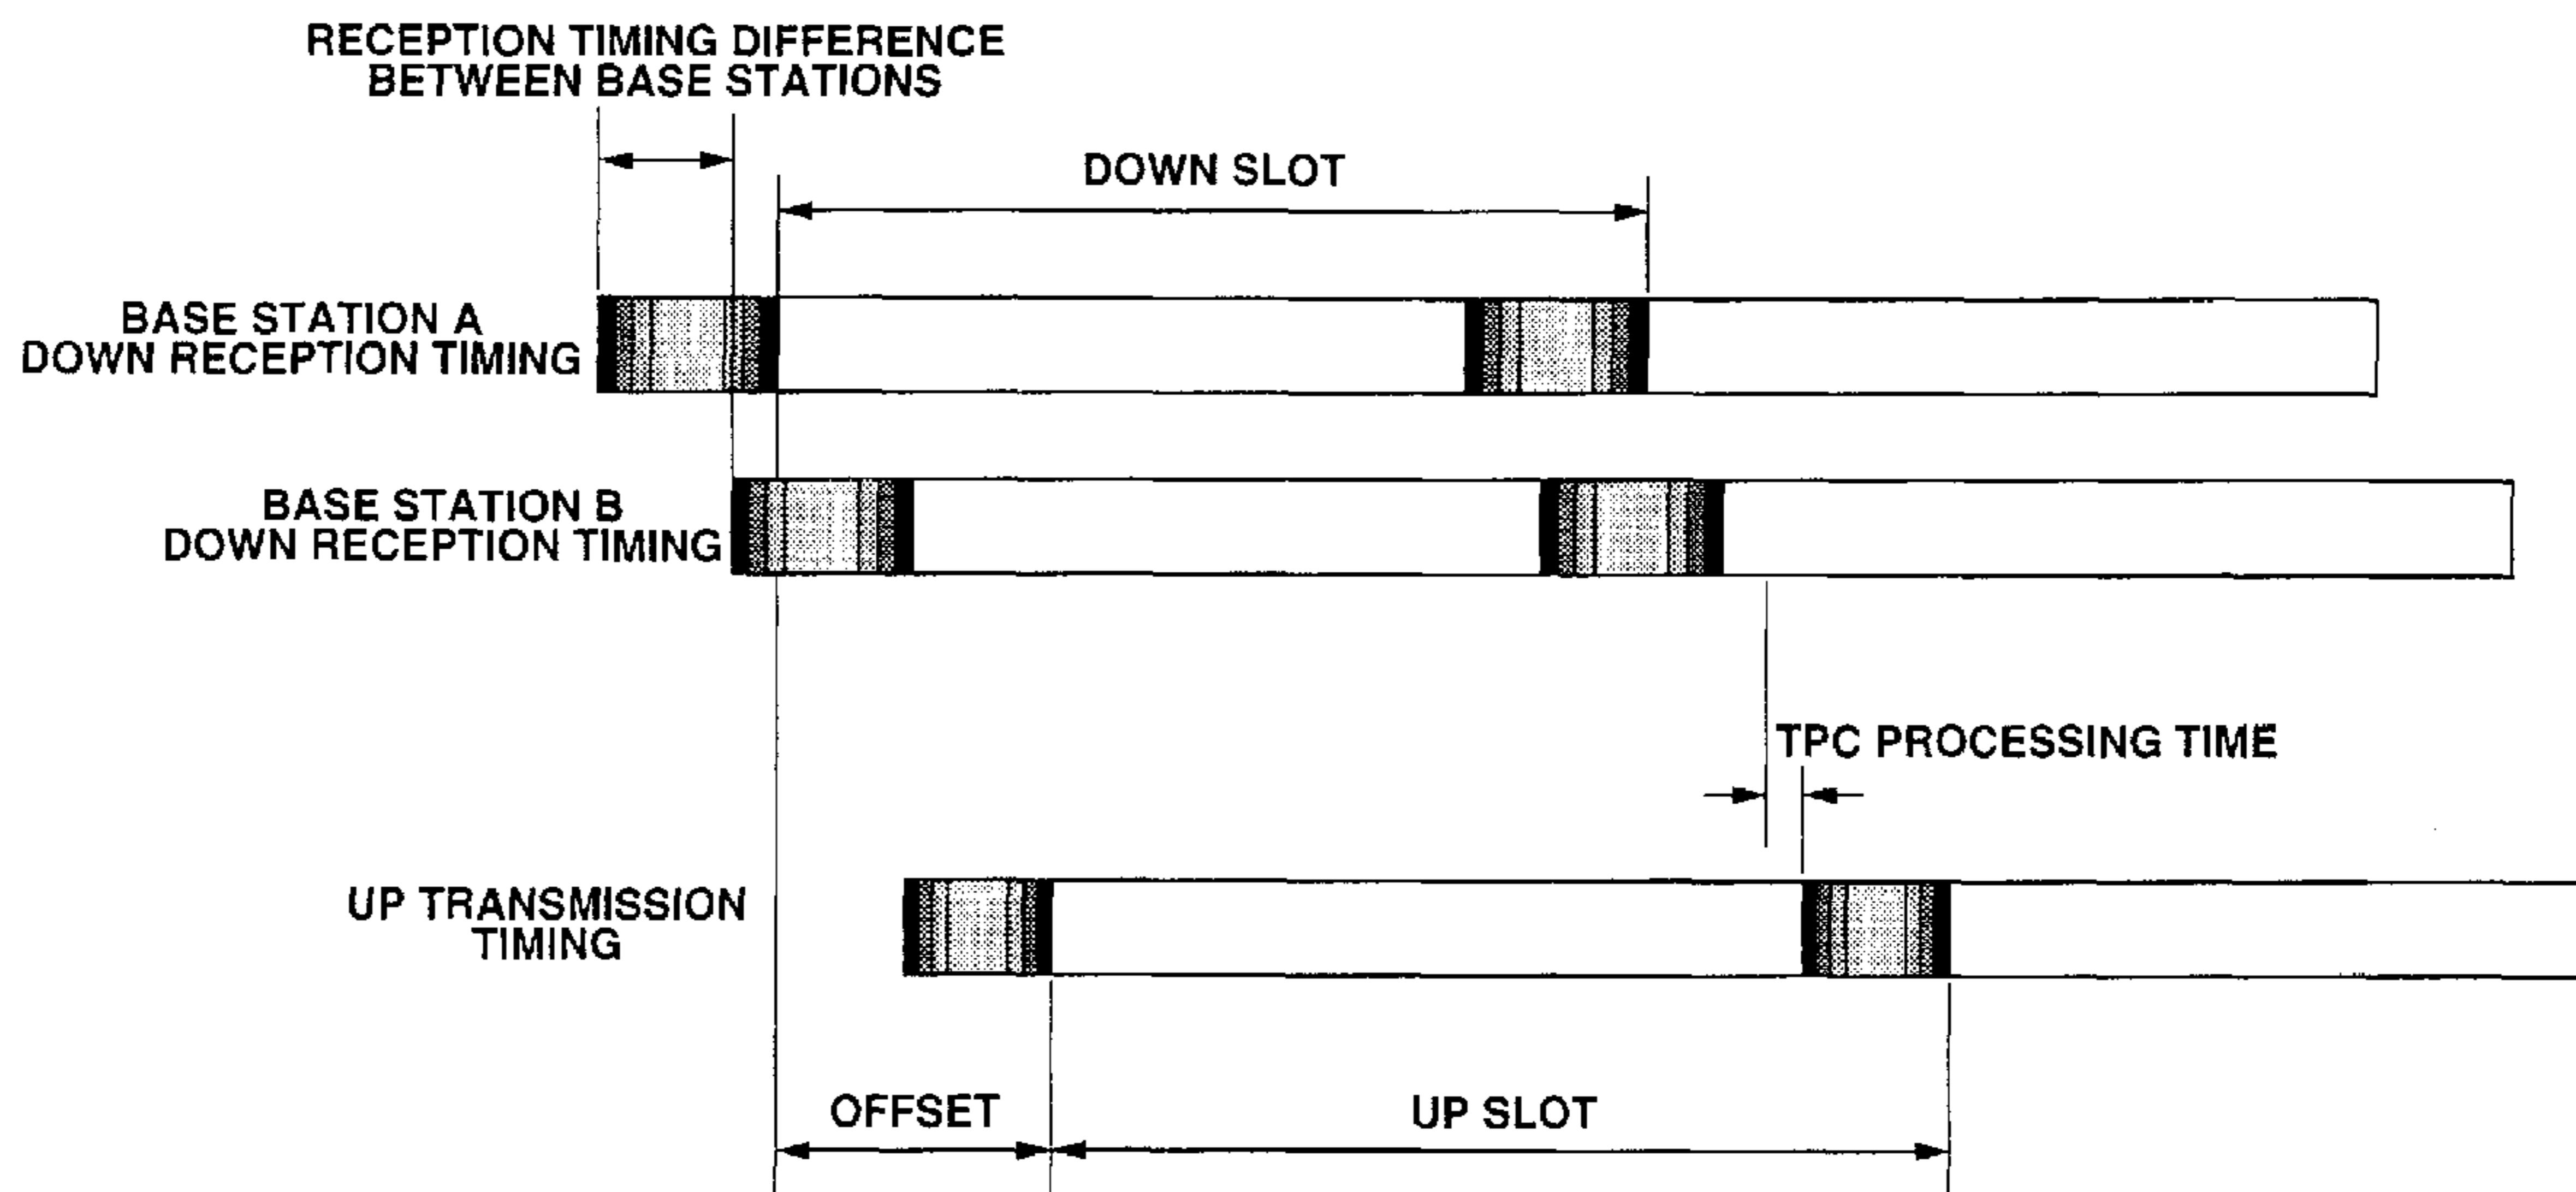 RECEPTION TIMING DIFFERENCE
BETWEEN BASE STATIONS
DOWN SLOT
BASE STATION A
DOWN RECEPTION TIMING
BASE STATION B
DOWN RECEPTION TIMING
TPC PROCESSING TIME
UP TRANSMISSION
TIMING
OFFSET
UP SLOT